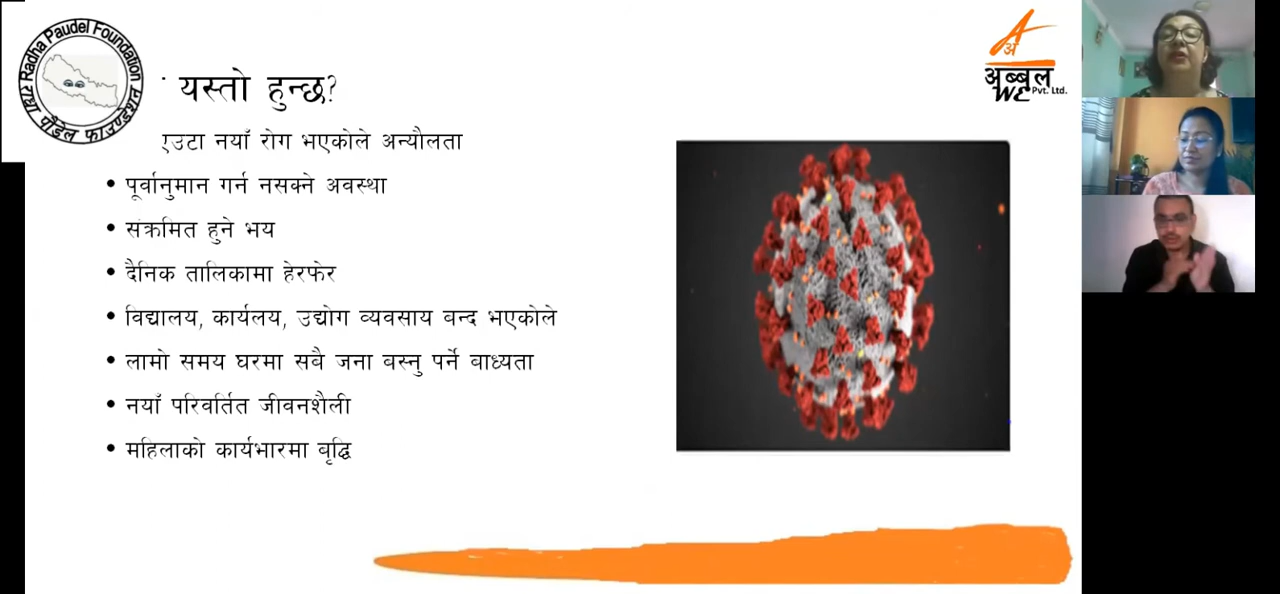 Radha Paudel Foundation
राधा पौडेल फाउण्डेशन
यस्तो हुन्छ?
एउटा नयाँ रोग भएकोले अन्यौलता
• पूर्वानुमान गर्न नसक्ने अवस्था
• संक्रमित हुने भय
• दैनिक तालिकामा हेरफेर
• विद्यालय, कार्यलय, उद्योग व्यवसाय बन्द भएकोले
• लामो समय घरमा सबै जना बस्नु पर्ने बाध्यता
• नयाँ परिवर्तित जीवनशैली
• महिलाको कार्यभारमा बृद्धि
अ
अब्बल
WE Pvt. Ltd.